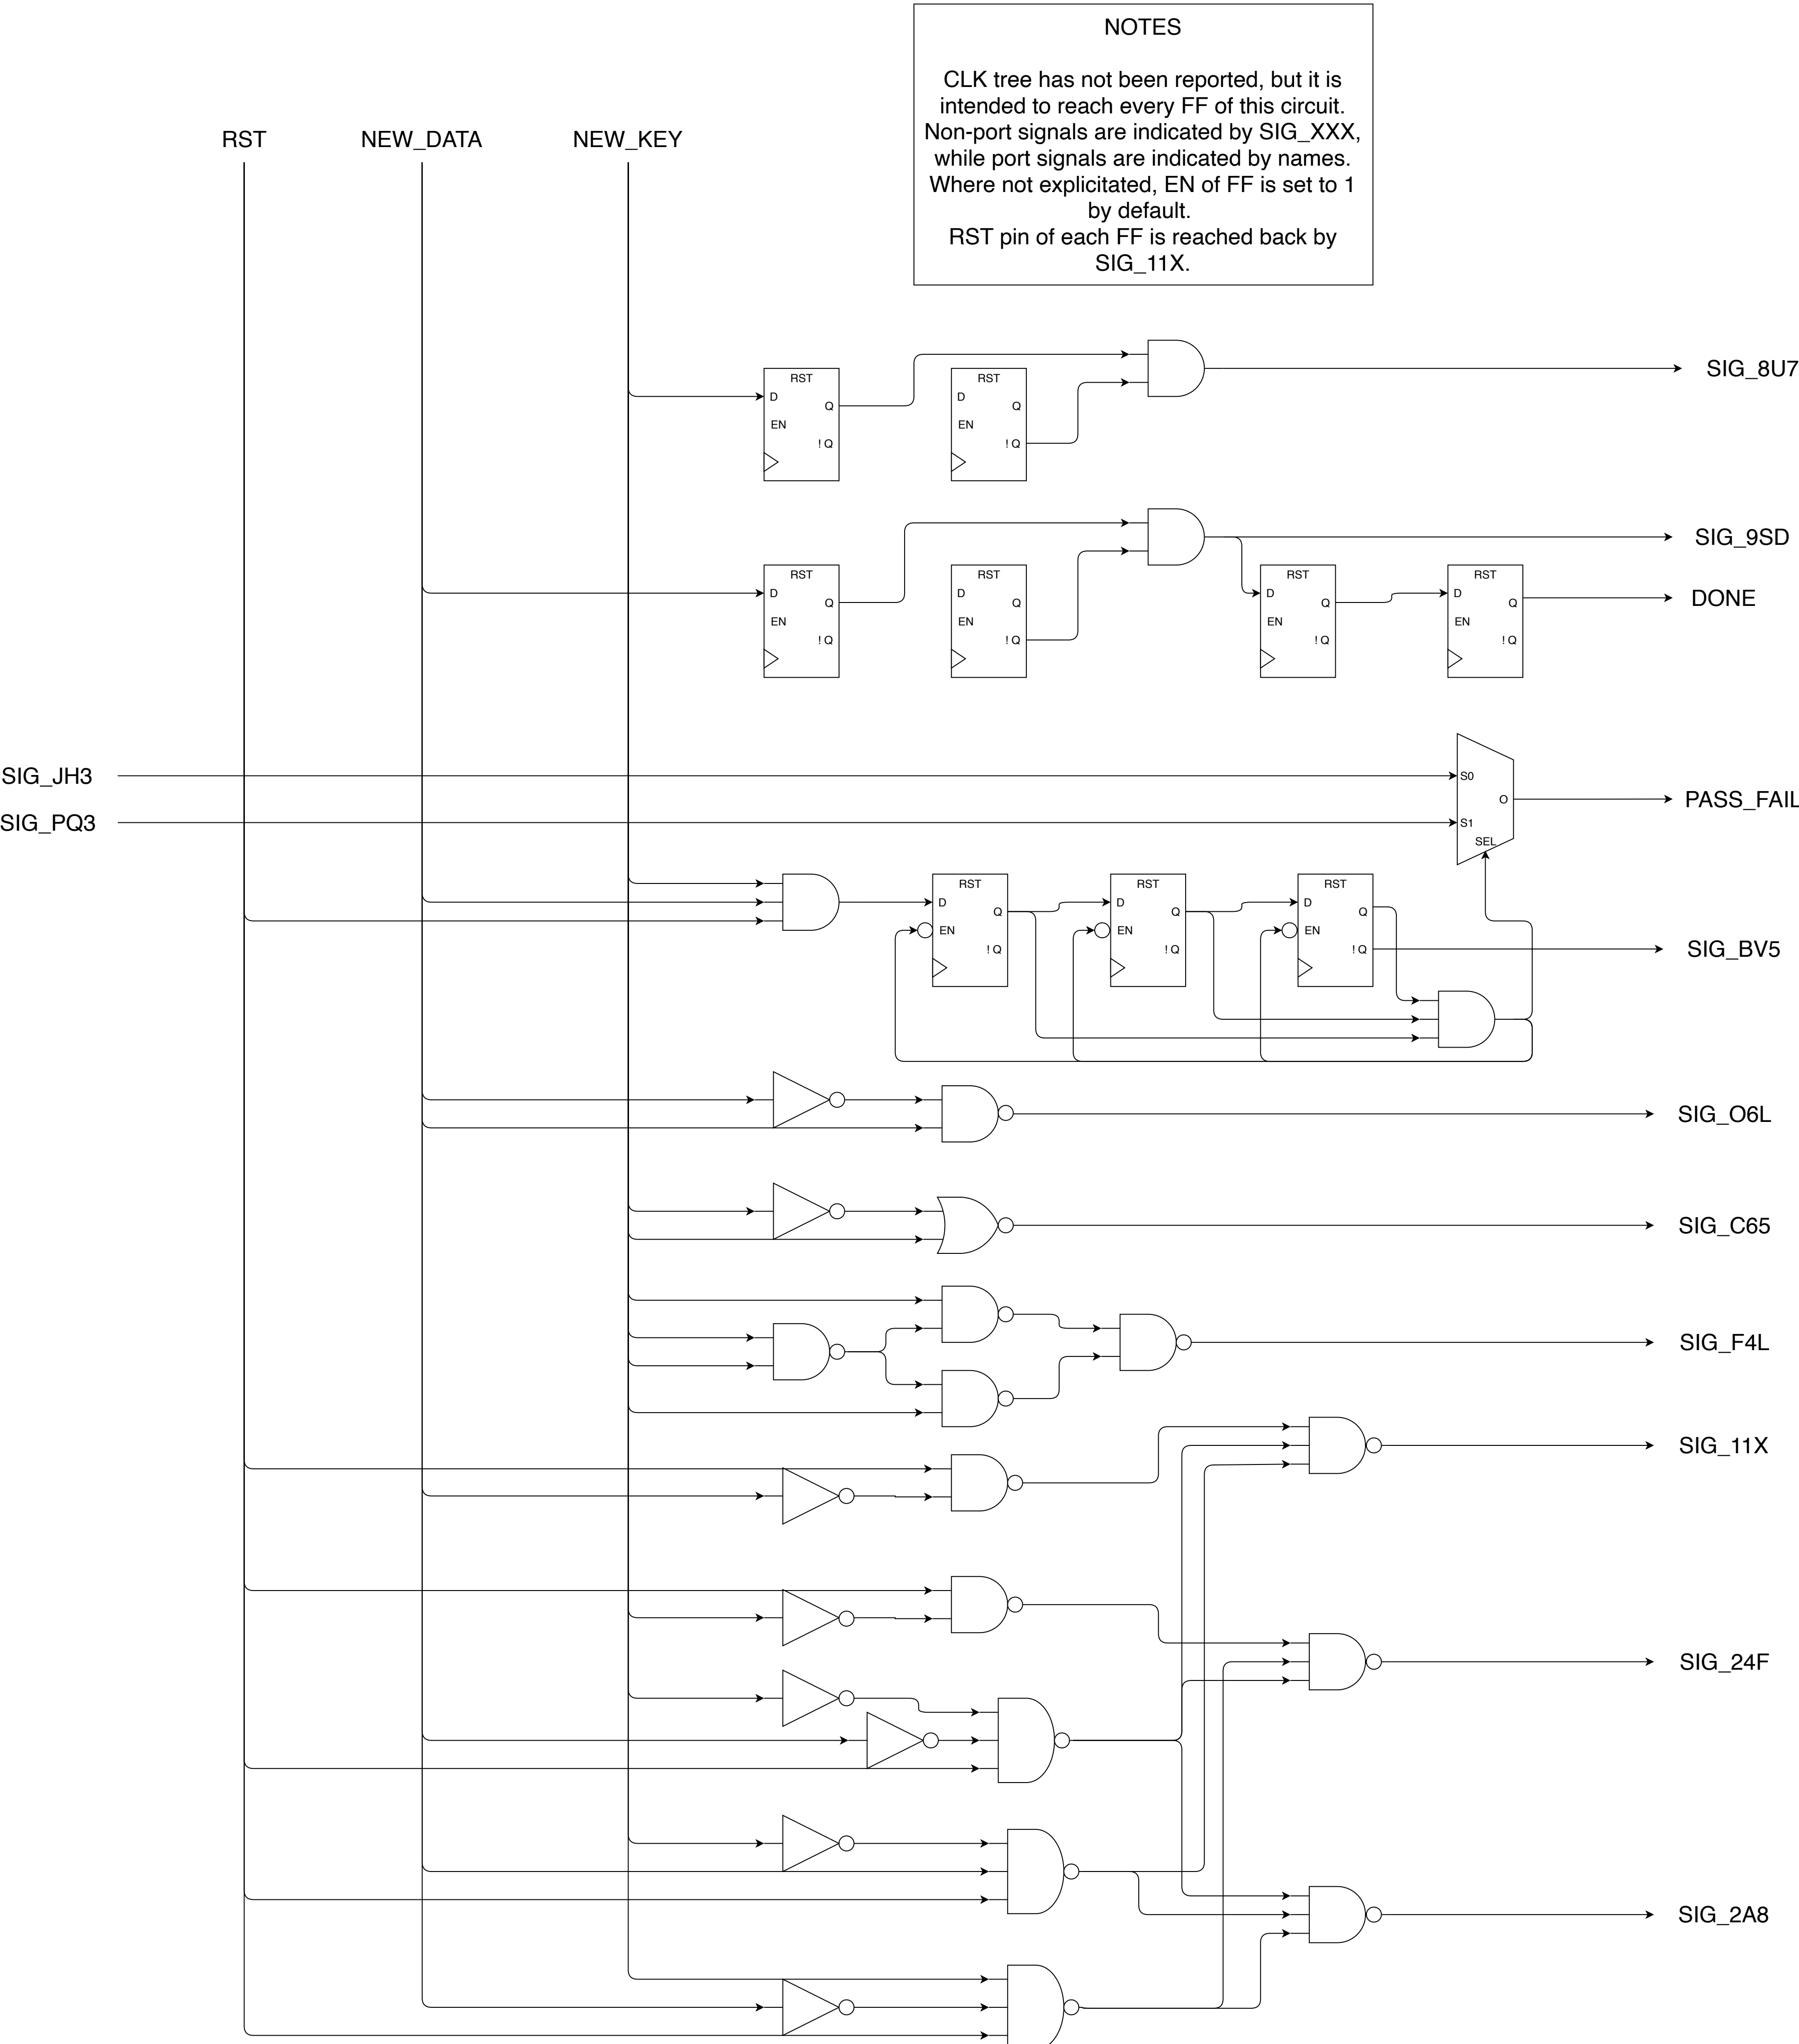 NOTES
CLK tree has not been reported, but it is
intended to reach every FF of this circuit.
Non-port signals are indicated by SIG_XXX,
while port signals are indicated by names.
Where not explicitated, EN of FF is set to 1
by default.
RST pin of each FF is reached back by
SIG_11X.
RST NEW_DATA NEW_KEY
RST
D
Q
EN
! Q
RST
D
Q
EN
! Q
SIG_8U7
SIG_9SD
RST
D
Q
EN
! Q
RST
D
Q
EN
! Q
RST
D
Q
EN
! Q
RST
D
Q
EN
! Q
DONE
SIG_JH3
SIG_PQ3
S0
O
S1
SEL
PASS_FAIL
RST
D
Q
EN
! Q
RST
D
Q
EN
! Q
RST
D
Q
EN
! Q
SIG_BV5
SIG_O6L
SIG_C65
SIG_F4L
SIG_11X
SIG_24F
SIG_2A8